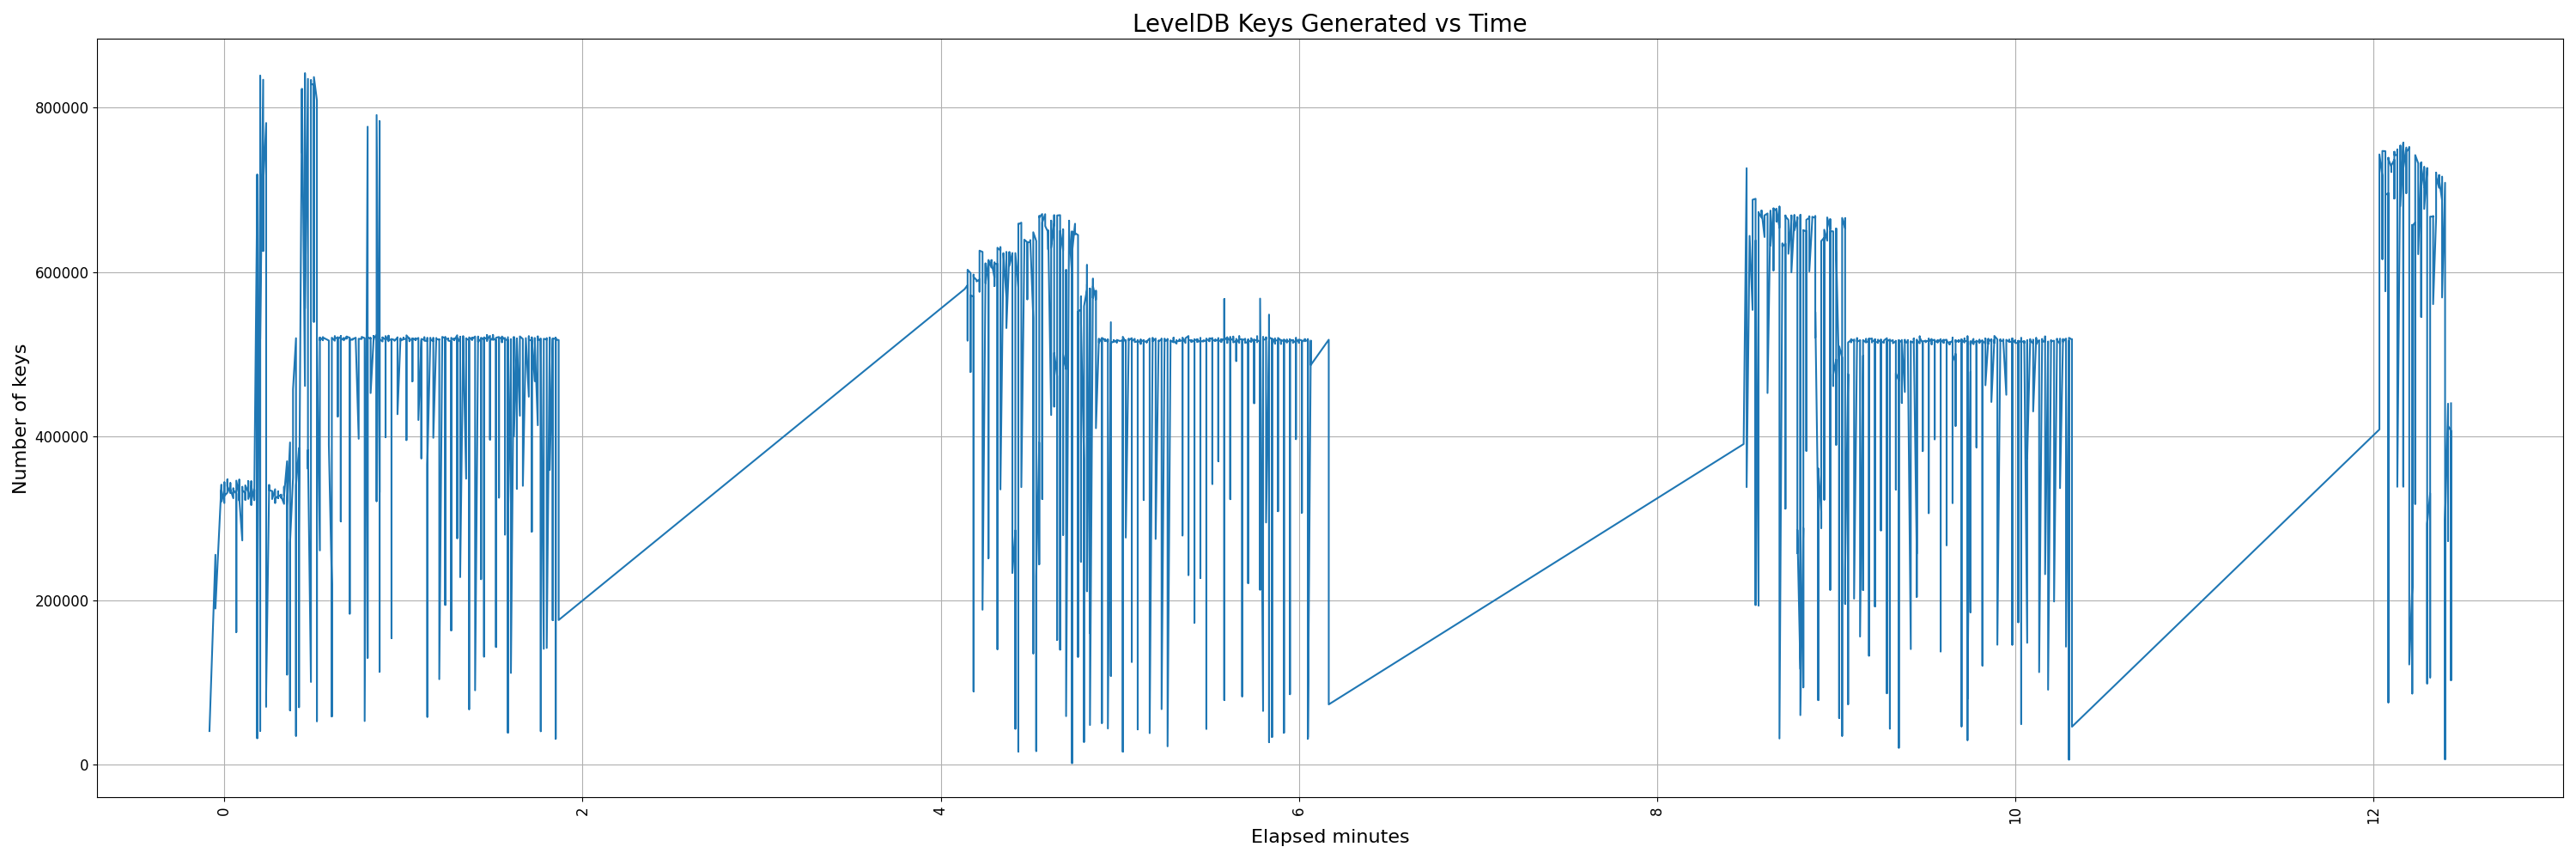 LevelDB Keys Generated vs Time
Number of keys
800000
600000
400000
200000
0
0 2 4 6 8 10 12
Elapsed minutes